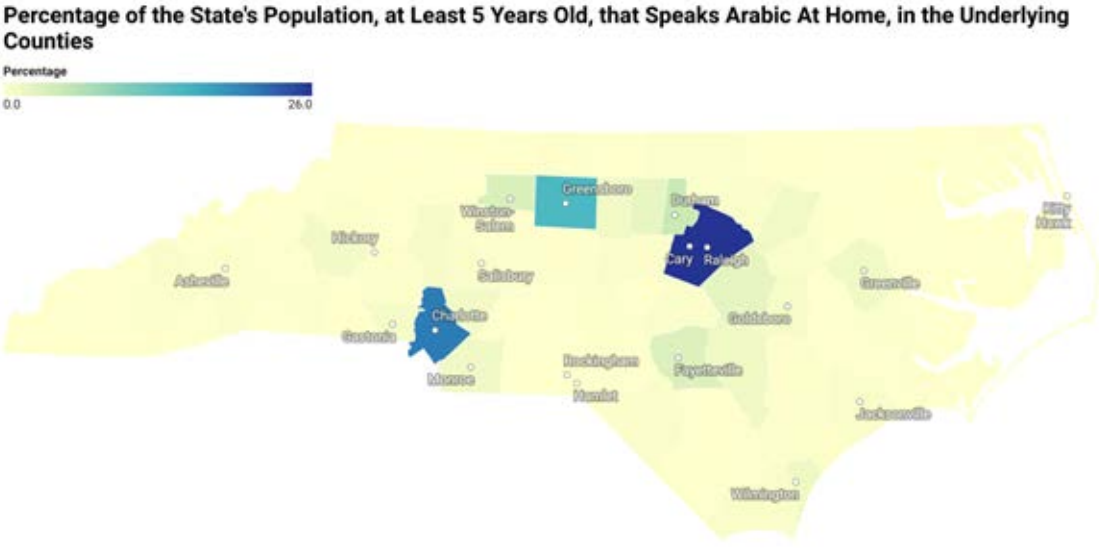 Percentage of the State's Population, at Least 5 Years Old, that Speaks Arabic At Home, in the Underlying
Counties
Percentage
0.0
26.0
Greensboro
Durham
Winston-
Salem
Kitty
Hawk
Hickory
Cary
Raleigh
Asheville
Salisbury
Greenville
Charlotte
Goldsboro
Gastonia
Rockingham
Fayetteville
Monroe
Hamlet
Jacksonville
Wilmington